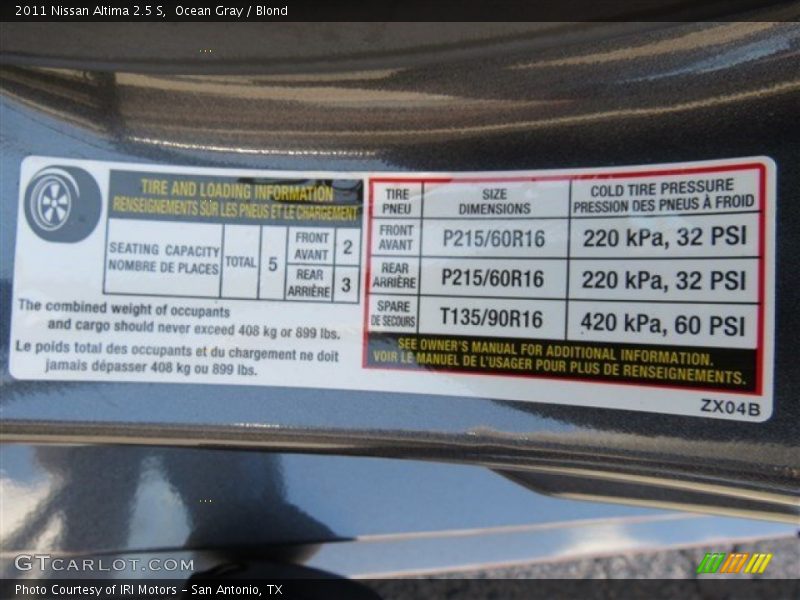 2011 Nissan Altima 2.5 S,  Ocean Gray / Blond
TIRE AND LOADING INFORMATION
RENSEIGNEMENTS SUR LES PNEUS ET LE CHARGEMENT
SEATING CAPACITY
NOMBRE DE PLACES
TOTAL 5
FRONT
AVANT 2
REAR
ARRIÈRE 3
The combined weight of occupants
and cargo should never exceed 408 kg or 899 lbs.
Le poids total des occupants et du chargement ne doit
jamais dépasser 408 kg ou 899 lbs.
TIRE
PNEU
SIZE
DIMENSIONS
COLD TIRE PRESSURE
PRESSION DES PNEUS À FROID
FRONT
AVANT
P215/60R16
220 kPa, 32 PSI
REAR
ARRIÈRE
P215/60R16
220 kPa, 32 PSI
SPARE
DE SECOURS
T135/90R16
420 kPa, 60 PSI
SEE OWNER'S MANUAL FOR ADDITIONAL INFORMATION.
VOIR LE MANUEL DE L'USAGER POUR PLUS DE RENSEIGNEMENTS.
ZX04B
GTcarlot.com
Photo Courtesy of IRI Motors - San Antonio, TX